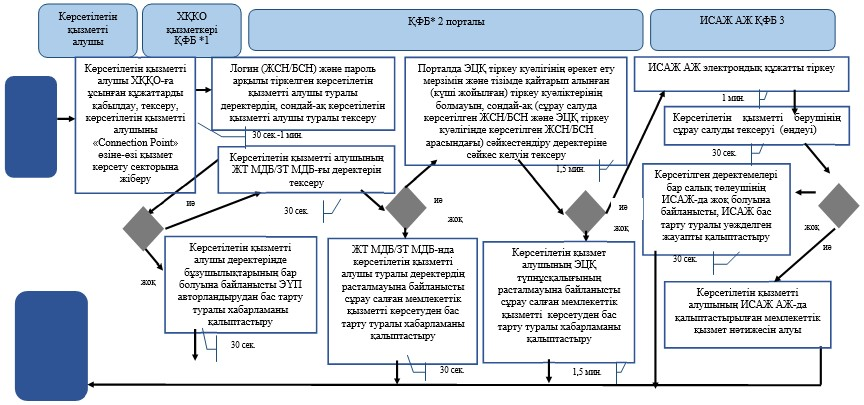 Көрсетілетін
қызметті
алушы
ХҚКО
қызметкері
ҚФБ *1
ҚФБ* 2 порталы
ИСАЖ АЖ ҚФБ 3
Көрсетілетін қызметті
алушы ХҚКО-ға
ұсынған құжаттарды
қабылдау, тексеру,
көрсетілетін қызметті
алушыны
«Connection Point»
өзіне-өзі қызмет
көрсету секторына
жіберу
Логин (ЖСН/БСН) және пароль
арқылы тіркелген көрсетілетін
қызметті алушы туралы
деректердің, сондай-ақ көрсетілетін
қызметті алушы туралы тексеру
30 сек.-1 мин.
Көрсетілетін қызметті алушының
ЖТ МДБ/ЗТ МДБ-ғы деректерін
тексеру
30 сек.
Порталда ЭЦҚ тіркеу куәлігінің әрекет ету
мерзімін және тізімде қайтарып алынған
(күші жойылған) тіркеу куәліктерінің
болмауын, сондай-ақ (сұрау салуда
көрсетілген ЖСН/БСН және ЭЦҚ тіркеу
куәлігінде көрсетілген ЖСН/БСН
арасындағы) сәйкестендіру деректеріне
сәйкес келуін тексеру
1,5 мин.
ИСАЖ АЖ электрондық құжатты тіркеу
1 мин.
Көрсетілетін қызметті берушінің
сұрау салуды тексеруі (өңдеуі)
30 сек.
Көрсетілген деректемелері
бар салық төлеушінің
ИСАЖ-да жоқ болуына
байланысты, ИСАЖ бас
тарту туралы уәжделген
жауапты қалыптастыру
30 сек.
иә
жоқ
иә
жоқ
иә
жоқ
жоқ
иә
Көрсетілетін қызметті
алушы деректерінде
бұзушылықтарының бар
болуына байланысты ЭҮП
авторландырудан бас тарту
туралы хабарламаны
қалыптастыру
30 сек.
ЖТ МДБ/ЗТ МДБ-нда
көрсетілетін қызметті
алушы туралы деректердің
расталмауына байланысты
сұрау салған мемлекеттік
қызметті көрсетуден бас
тарту туралы хабарламаны
қалыптастыру
30 сек.
Көрсетілетін қызмет
алушының ЭЦҚ
түпнұсқалығының
расталмауына байланысты
сұрау салған мемлекеттік
қызметті көрсетуден бас
тарту туралы хабарламаны
қалыптастыру
1,5 мин.
Көрсетілетін қызметті
алушының ИСАЖ АЖ-да
қалыптастырылған мемлекеттік
қызмет нәтижесін алуы